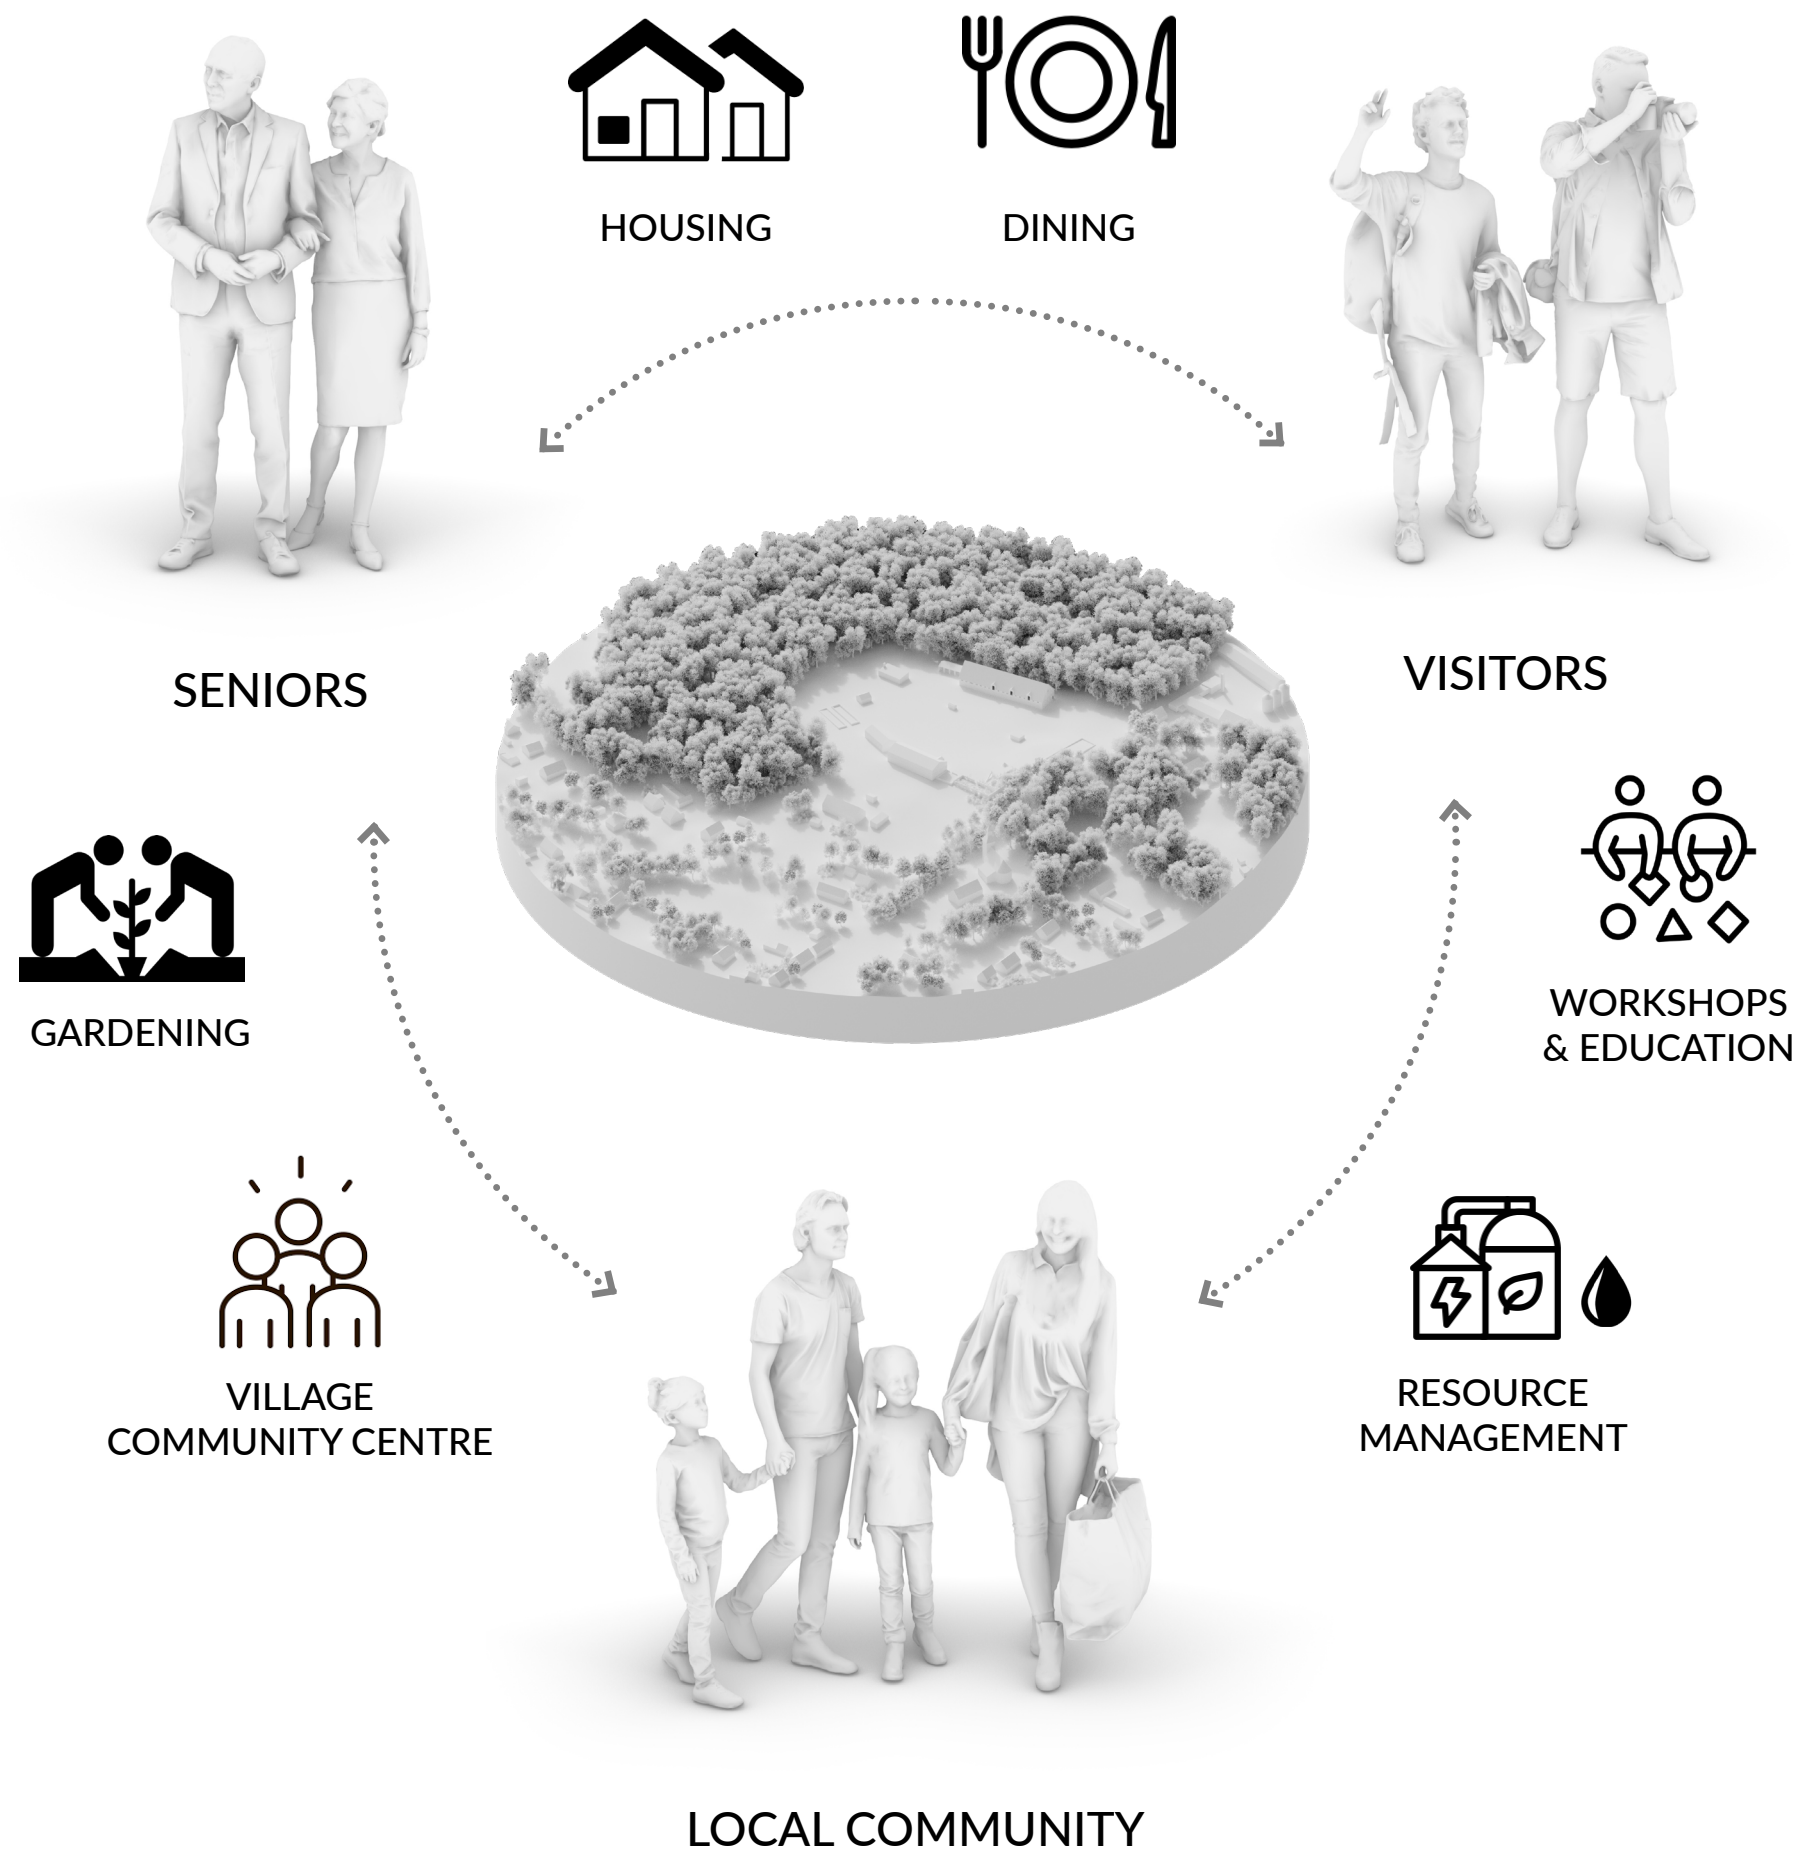 HOUSING
DINING
SENIORS
VISITORS
GARDENING
WORKSHOPS
& EDUCATION
VILLAGE
COMMUNITY CENTRE
RESOURCE
MANAGEMENT
LOCAL COMMUNITY